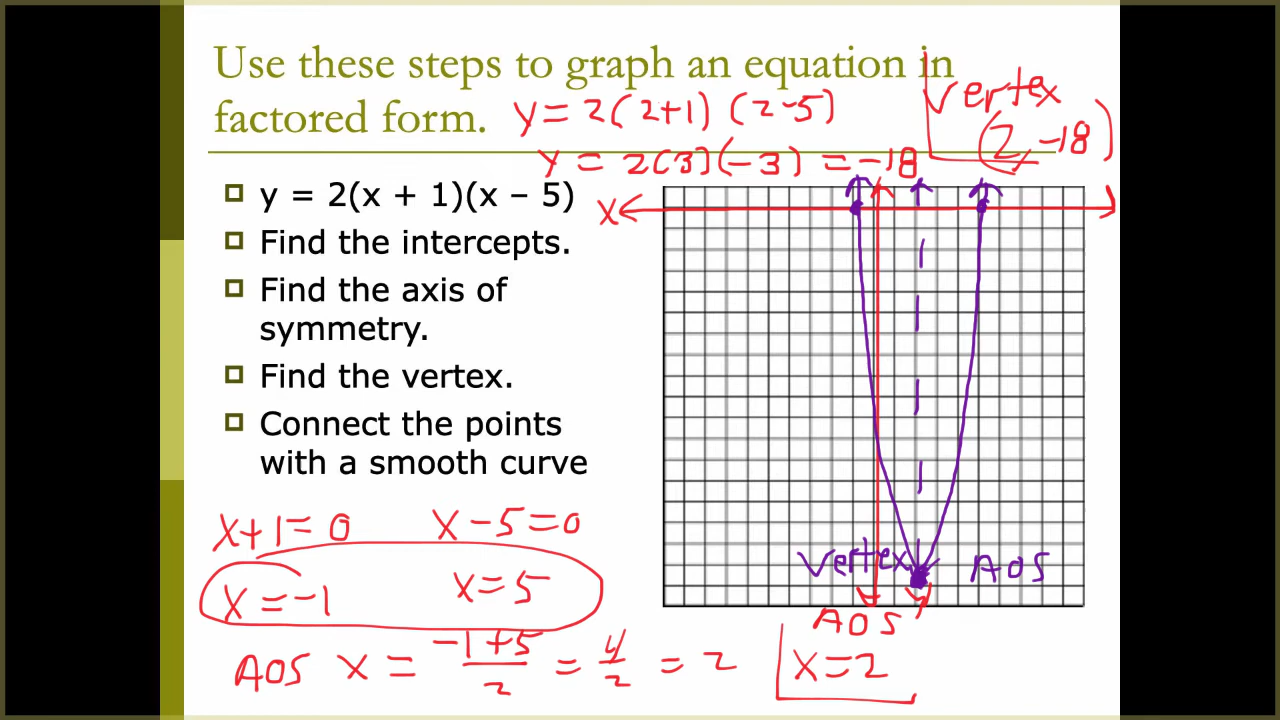 Use these steps to graph an equation in
factored form.
y = 2(2+1)(2-5)
y = 2(3)(-3) = -18
vertex
(2, -18)
y = 2(x + 1)(x – 5)
Find the intercepts.
Find the axis of
symmetry.
Find the vertex.
Connect the points
with a smooth curve
X
vertex
AOS
AOS
x+1=0
x-5=0
x=-1
x=5
AOS x = -1+5/2 = 4/2 = 2
x=2